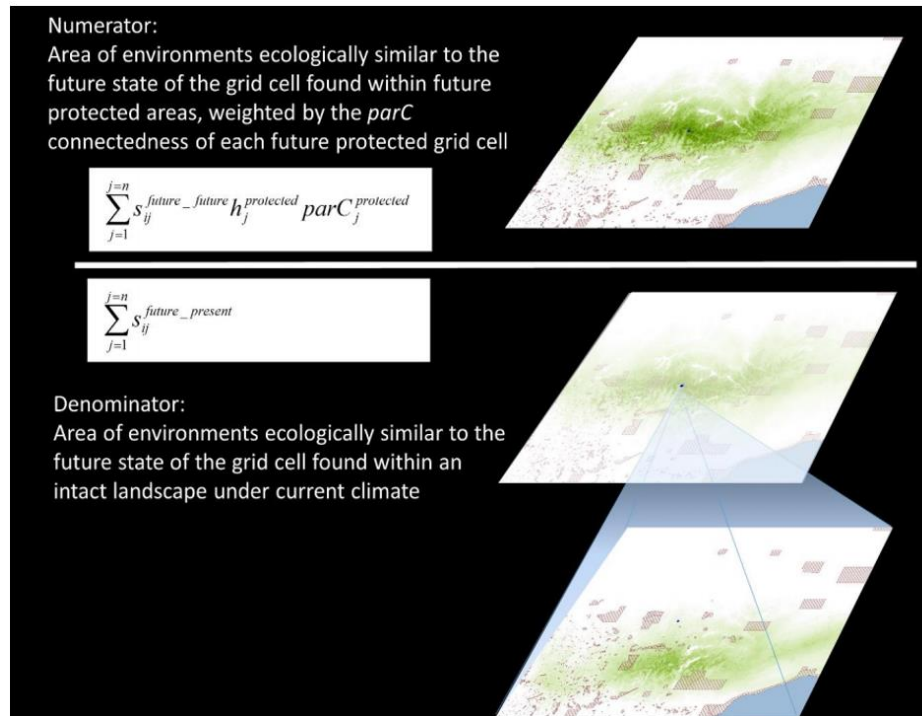 Numerator:
Area of environments ecologically similar to the
future state of the grid cell found within future
protected areas, weighted by the parC
connectedness of each future protected grid cell
j=n
∑ s_ij^future_future h_j^protected parC_j^protected
j=1
j=n
∑ s_ij^future_present
j=1
Denominator:
Area of environments ecologically similar to the
future state of the grid cell found within an
intact landscape under current climate